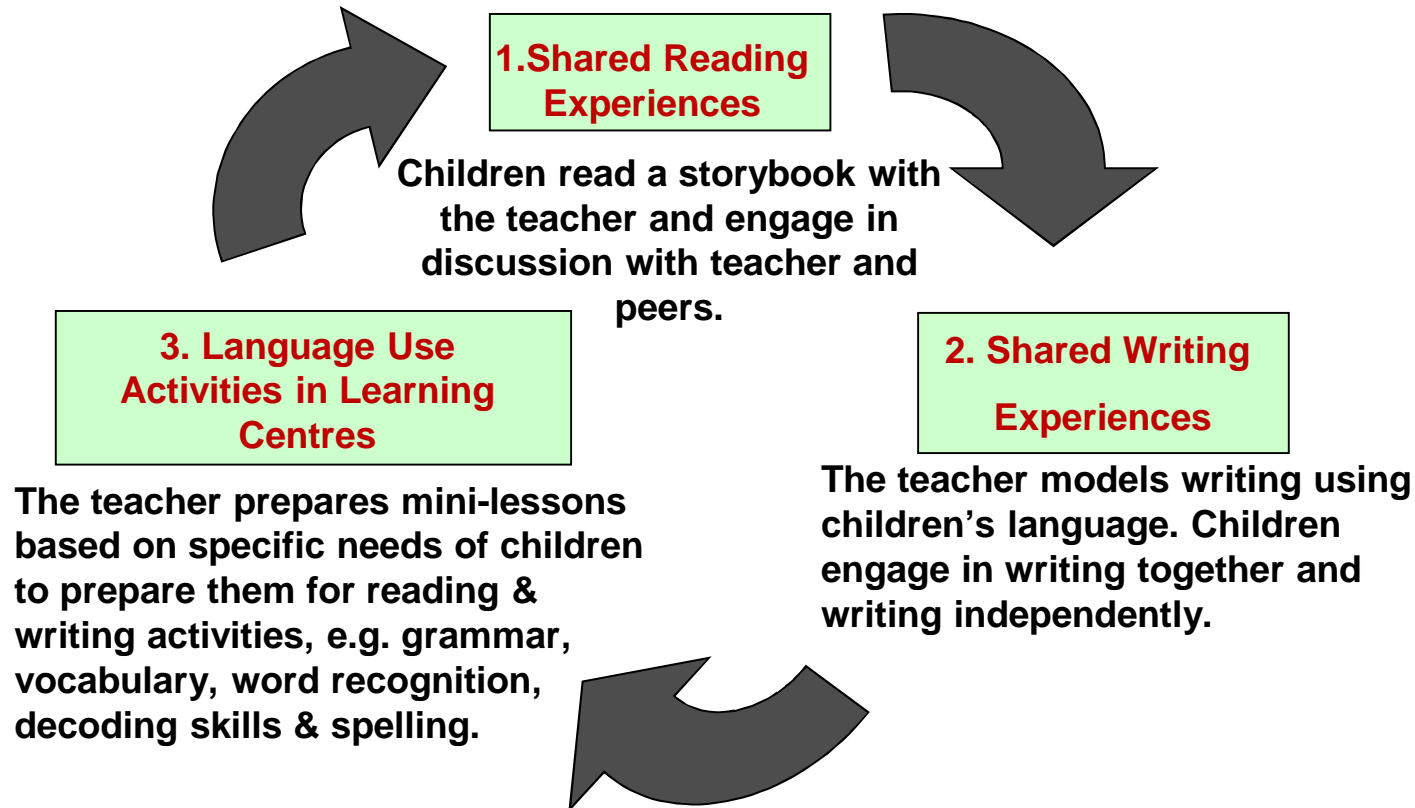 1.Shared Reading
Experiences
Children read a storybook with
the teacher and engage in
discussion with teacher and
peers.
2. Shared Writing
Experiences
The teacher models writing using
children’s language. Children
engage in writing together and
writing independently.
3. Language Use
Activities in Learning
Centres
The teacher prepares mini-lessons
based on specific needs of children
to prepare them for reading &
writing activities, e.g. grammar,
vocabulary, word recognition,
decoding skills & spelling.